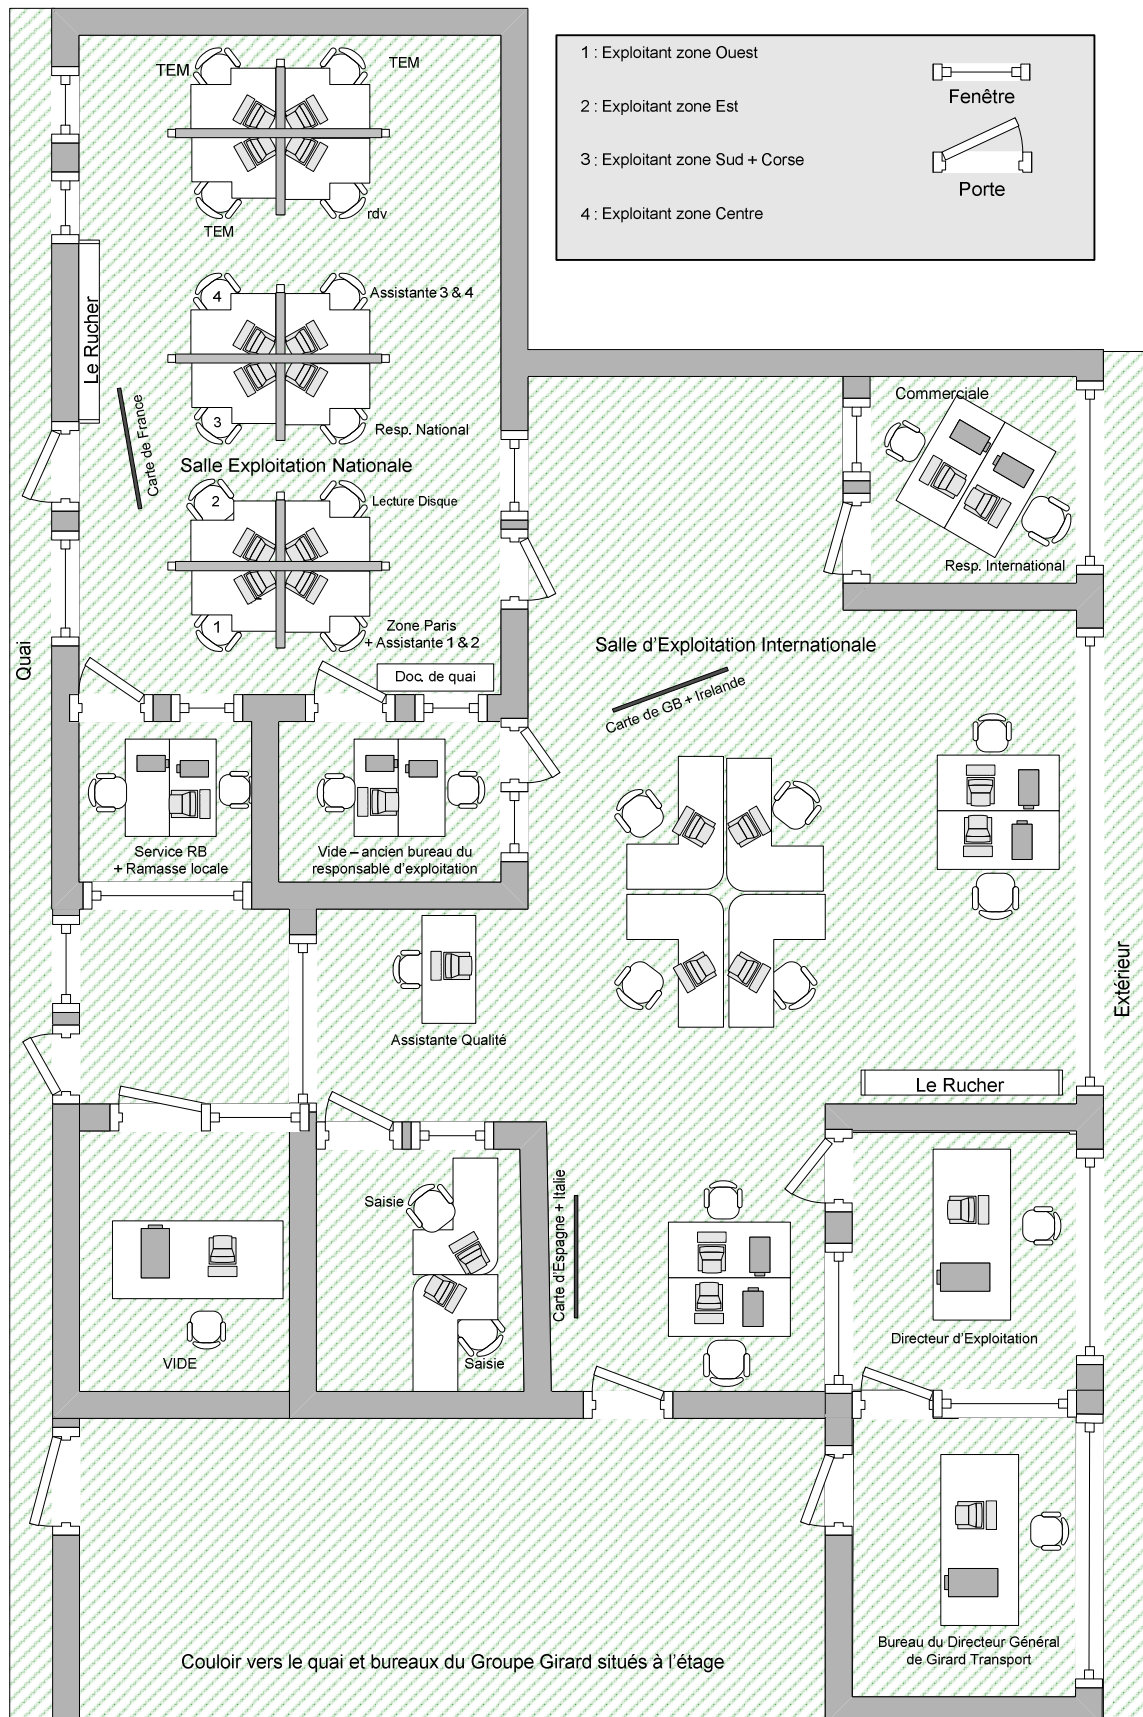 1 : Exploitant zone Ouest
2 : Exploitant zone Est
3 : Exploitant zone Sud + Corse
4 : Exploitant zone Centre
Fenêtre
Porte
TEM
TEM
TEM
rdv
Le Rucher
Carte de France
4
Assistante 3 & 4
3
Resp. National
Salle Exploitation Nationale
2
Lecture Disque
1
Zone Paris
+ Assistante 1 & 2
Doc. de quai
Quai
Commerciale
Resp. International
Salle d'Exploitation Internationale
Carte de GB + Irelande
Service RB
+ Ramasse locale
Vide – ancien bureau du
responsable d'exploitation
Assistante Qualité
Extérieur
Le Rucher
Saisie
Saisie
VIDE
Carte d'Espagne + Italie
Directeur d'Exploitation
Bureau du Directeur Général
de Girard Transport
Couloir vers le quai et bureaux du Groupe Girard situés à l'étage